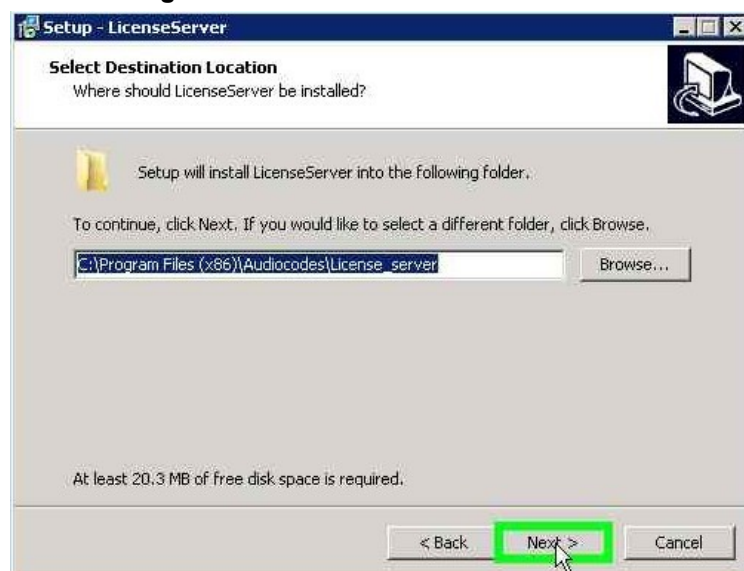 Setup - LicenseServer
Select Destination Location
Where should LicenseServer be installed?
Setup will install LicenseServer into the following folder.
To continue, click Next. If you would like to select a different folder, click Browse.
C:\Program Files (x86)\Audiocodes\License_server
Browse...
At least 20.3 MB of free disk space is required.
< Back
Next >
Cancel